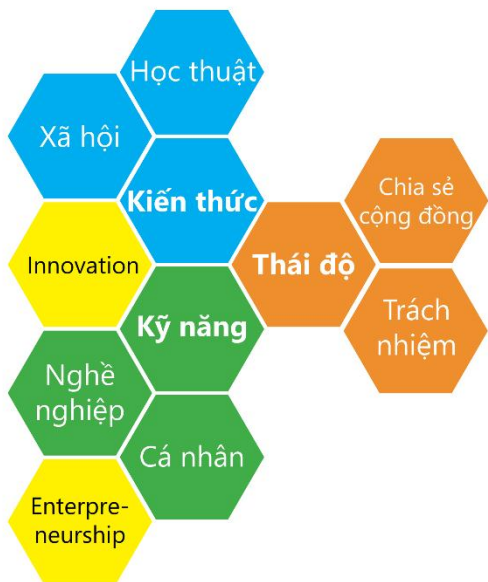 Học thuật
Xã hội
Kiến thức
Chia sẻ
cộng đồng
Innovation
Thái độ
Kỹ năng
Trách
nhiệm
Nghề
nghiệp
Cá nhân
Enterpre-
neurship